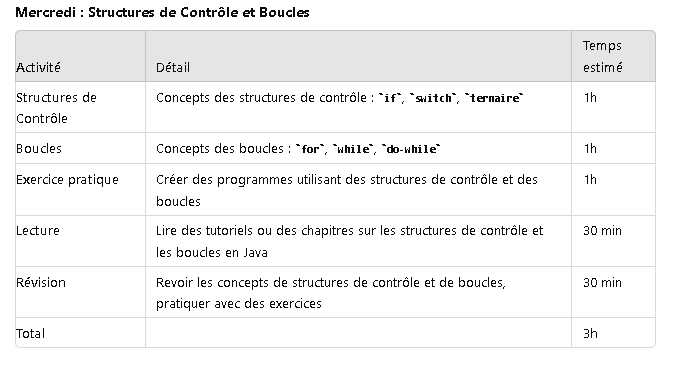 Mercredi : Structures de Contrôle et Boucles
Temps
Activité Détail estimé
Structures de Concepts des structures de contrôle : `if`, `switch`, `ternaire` 1h
Contrôle
Boucles Concepts des boucles : `for`, `while`, `do-while` 1h
Exercice pratique Créer des programmes utilisant des structures de contrôle et des 1h
boucles
Lecture Lire des tutoriels ou des chapitres sur les structures de contrôle et 30 min
les boucles en Java
Révision Revoir les concepts de structures de contrôle et de boucles, 30 min
pratiquer avec des exercices
Total 3h